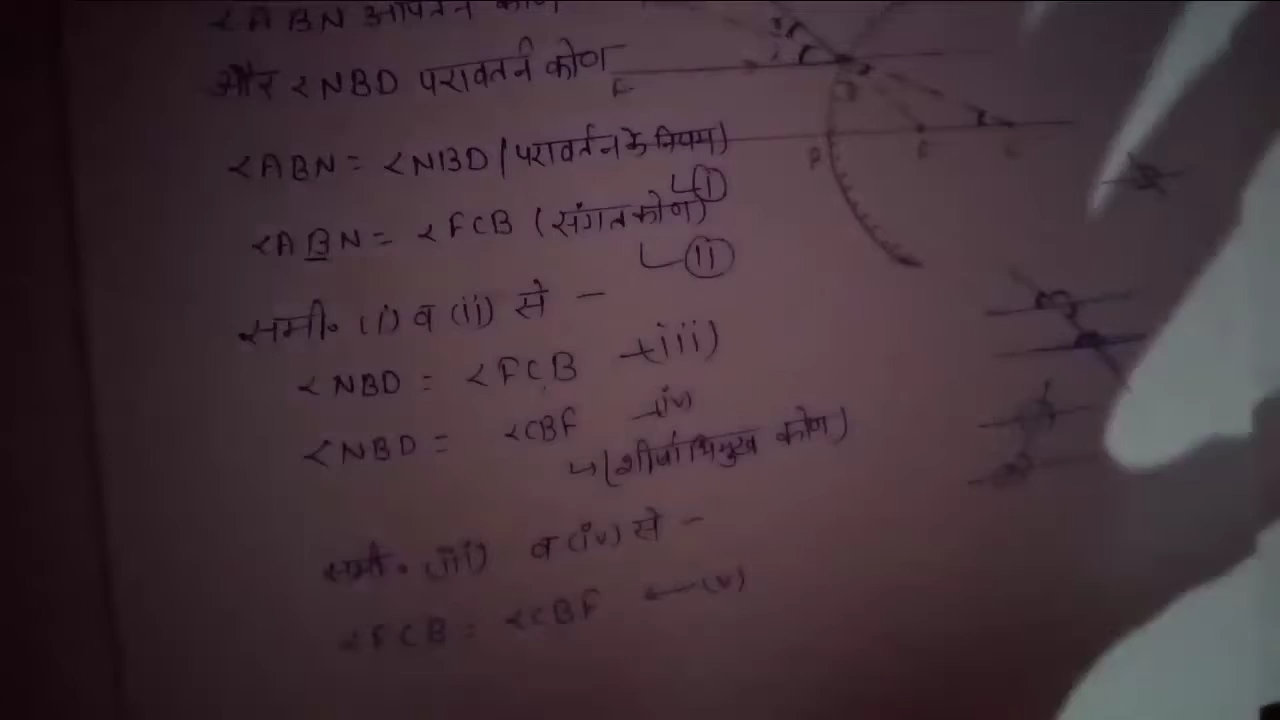 <ABN आपतन कोण
और <NBD परावर्तन कोण
<ABN = <NBD (परावर्तन के नियम)
↳ (i)
<ABN = <FCB (संगत कोण)
↳ (ii)
समी. (i) व (ii) से -
<NBD = <FCB -(iii)
<NBD = <CBF -(iv)
↳ (शीर्षाभिमुख कोण)
समी. (iii) व (iv) से -
<FCB = <CBF ←(v)